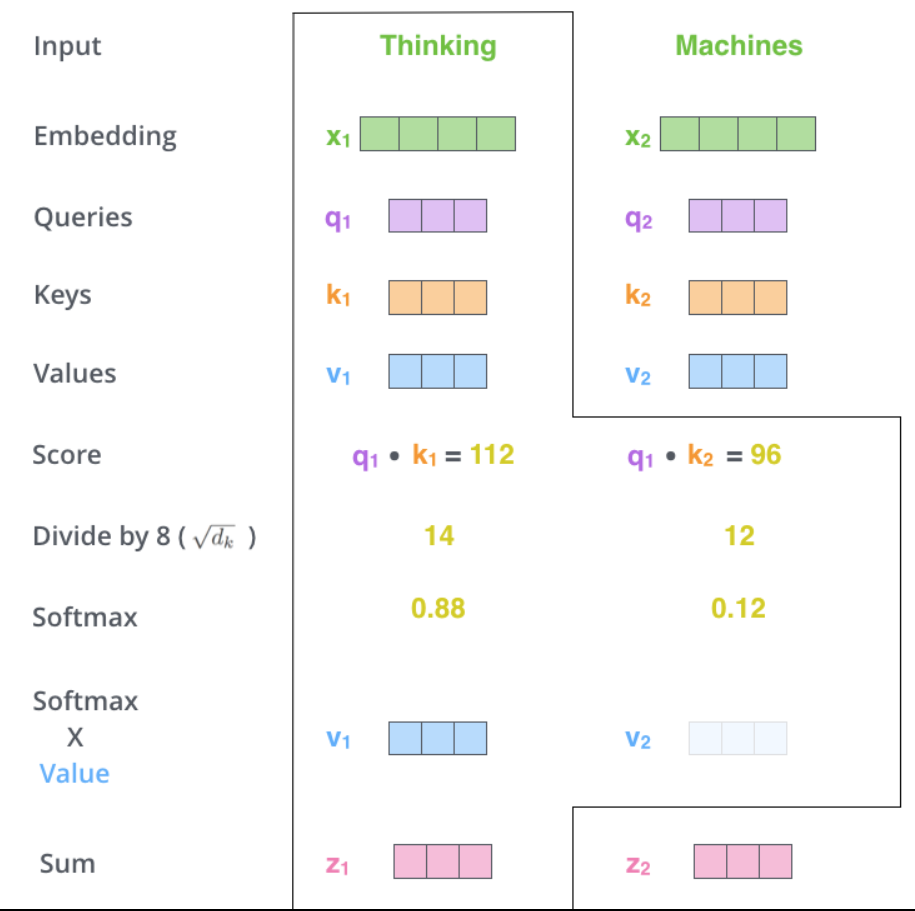 Input Thinking Machines
Embedding x₁ x₂
Queries q₁ q₂
Keys k₁ k₂
Values v₁ v₂
Score q₁ • k₁ = 112 q₁ • k₂ = 96
Divide by 8 ( √dₖ ) 14 12
Softmax 0.88 0.12
Softmax
X v₁ v₂
Value
Sum z₁ z₂